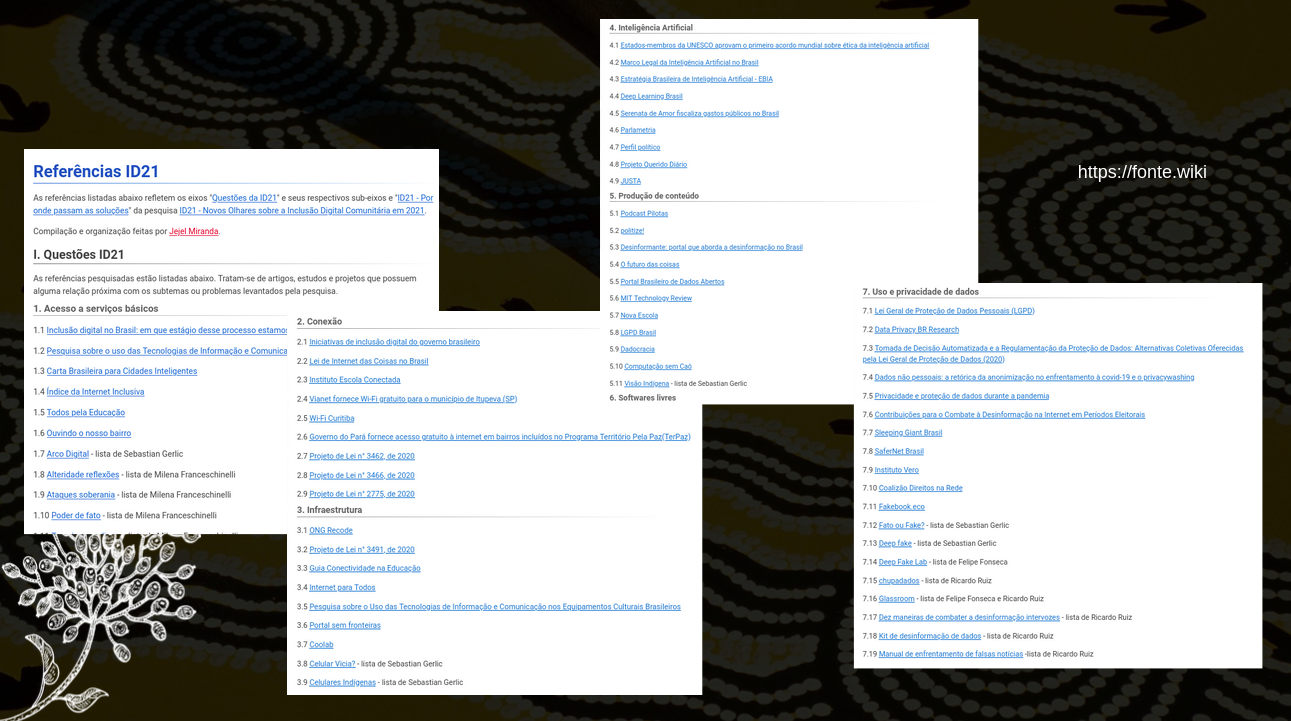 Referências ID21
As referências listadas abaixo refletem os eixos "Questões da ID21" e seus respectivos sub-eixos e "ID21 - Por
onde passam as soluções" da pesquisa ID21 - Novos Olhares sobre a Inclusão Digital Comunitária em 2021.
Compilação e organização feitas por Jejel Miranda.
I. Questões ID21
As referências pesquisadas estão listadas abaixo. Tratam-se de artigos, estudos e projetos que possuem
alguma relação próxima com os subtemas ou problemas levantados pela pesquisa.
1. Acesso a serviços básicos
1.1 Inclusão digital no Brasil: em que estágio desse processo estamos
1.2 Pesquisa sobre o uso das Tecnologias de Informação e Comunica
1.3 Carta Brasileira para Cidades Inteligentes
1.4 Índice da Internet Inclusiva
1.5 Todos pela Educação
1.6 Ouvindo o nosso bairro
1.7 Arco Digital - lista de Sebastian Gerlic
1.8 Alteridade reflexões - lista de Milena Franceschinelli
1.9 Ataques soberania - lista de Milena Franceschinelli
1.10 Poder de fato - lista de Milena Franceschinelli
2. Conexão
2.1 Iniciativas de inclusão digital do governo brasileiro
2.2 Lei de Internet das Coisas no Brasil
2.3 Instituto Escola Conectada
2.4 Vianet fornece Wi-Fi gratuito para o município de Itupeva (SP)
2.5 Wi-Fi Curitiba
2.6 Governo do Pará fornece acesso gratuito à internet em bairros incluídos no Programa Território Pela Paz(TerPaz)
2.7 Projeto de Lei n° 3462, de 2020
2.8 Projeto de Lei n° 3466, de 2020
2.9 Projeto de Lei n° 2775, de 2020
3. Infraestrutura
3.1 ONG Recode
3.2 Projeto de Lei n° 3491, de 2020
3.3 Guia Conectividade na Educação
3.4 Internet para Todos
3.5 Pesquisa sobre o Uso das Tecnologias de Informação e Comunicação nos Equipamentos Culturais Brasileiros
3.6 Portal sem fronteiras
3.7 Coolab
3.8 Celular Vicia? - lista de Sebastian Gerlic
3.9 Celulares Indígenas - lista de Sebastian Gerlic
4. Inteligência Artificial
4.1 Estados-membros da UNESCO aprovam o primeiro acordo mundial sobre ética da inteligência artificial
4.2 Marco Legal da Inteligência Artificial no Brasil
4.3 Estratégia Brasileira de Inteligência Artificial - EBIA
4.4 Deep Learning Brasil
4.5 Serenata de Amor fiscaliza gastos públicos no Brasil
4.6 Parlametria
4.7 Perfil político
4.8 Projeto Querido Diário
4.9 JUSTA
5. Produção de conteúdo
5.1 Podcast Pilotas
5.2 politize!
5.3 Desinformante: portal que aborda a desinformação no Brasil
5.4 O futuro das coisas
5.5 Portal Brasileiro de Dados Abertos
5.6 MIT Technology Review
5.7 Nova Escola
5.8 LGPD Brasil
5.9 Dadocracia
5.10 Computação sem Caô
5.11 Visão Indígena - lista de Sebastian Gerlic
6. Softwares livres
https://fonte.wiki
7. Uso e privacidade de dados
7.1 Lei Geral de Proteção de Dados Pessoais (LGPD)
7.2 Data Privacy BR Research
7.3 Tomada de Decisão Automatizada e a Regulamentação da Proteção de Dados: Alternativas Coletivas Oferecidas
pela Lei Geral de Proteção de Dados (2020)
7.4 Dados não pessoais: a retórica da anonimização no enfrentamento à covid-19 e o privacywashing
7.5 Privacidade e proteção de dados durante a pandemia
7.6 Contribuições para o Combate à Desinformação na Internet em Períodos Eleitorais
7.7 Sleeping Giant Brasil
7.8 SaferNet Brasil
7.9 Instituto Vero
7.10 Coalizão Direitos na Rede
7.11 Fakebook.eco
7.12 Fato ou Fake? - lista de Sebastian Gerlic
7.13 Deep fake - lista de Sebastian Gerlic
7.14 Deep Fake Lab - lista de Felipe Fonseca
7.15 chupadados - lista de Ricardo Ruiz
7.16 Glassroom - lista de Felipe Fonseca e Ricardo Ruiz
7.17 Dez maneiras de combater a desinformação intervozes - lista de Ricardo Ruiz
7.18 Kit de desinformação de dados - lista de Ricardo Ruiz
7.19 Manual de enfrentamento de falsas notícias -lista de Ricardo Ruiz